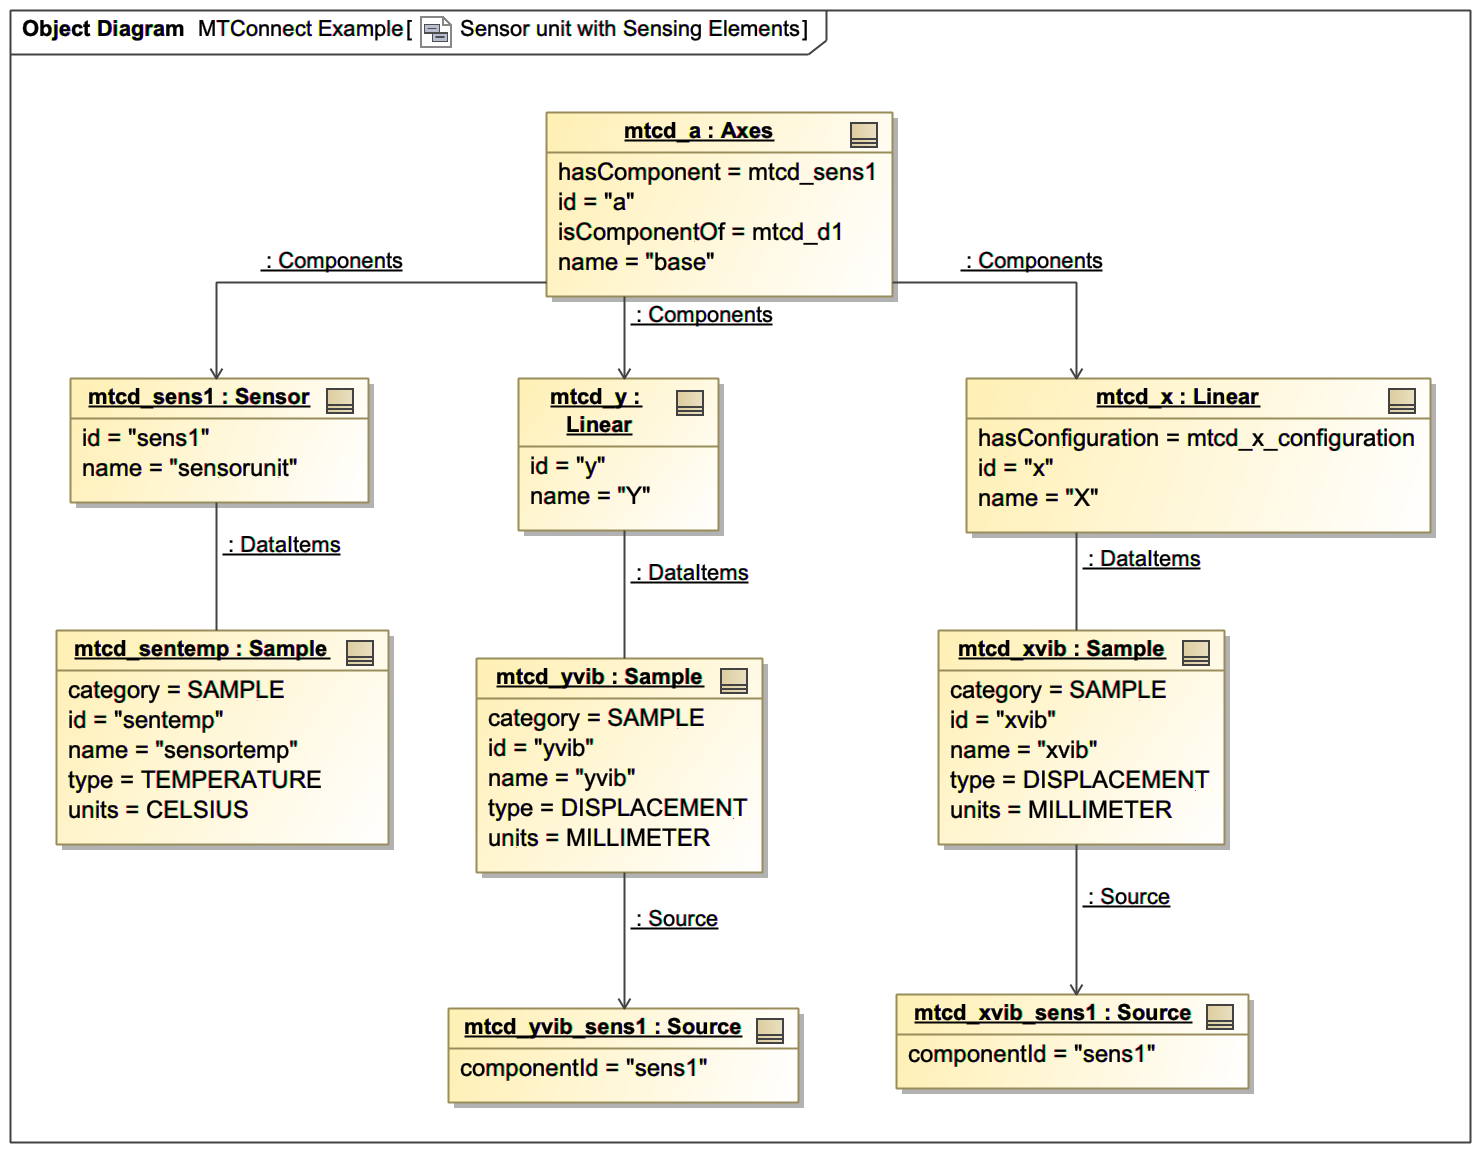 Object Diagram MTConnect Example[ Sensor unit with Sensing Elements]
mtcd_a : Axes
hasComponent = mtcd_sens1
id = "a"
isComponentOf = mtcd_d1
name = "base"
: Components
: Components
: Components
mtcd_sens1 : Sensor
id = "sens1"
name = "sensorunit"
mtcd_y :
Linear
id = "y"
name = "Y"
mtcd_x : Linear
hasConfiguration = mtcd_x_configuration
id = "x"
name = "X"
: DataItems
: DataItems
: DataItems
mtcd_sentemp : Sample
category = SAMPLE
id = "sentemp"
name = "sensortemp"
type = TEMPERATURE
units = CELSIUS
mtcd_yvib : Sample
category = SAMPLE
id = "yvib"
name = "yvib"
type = DISPLACEMENT
units = MILLIMETER
mtcd_xvib : Sample
category = SAMPLE
id = "xvib"
name = "xvib"
type = DISPLACEMENT
units = MILLIMETER
: Source
: Source
mtcd_yvib_sens1 : Source
componentId = "sens1"
mtcd_xvib_sens1 : Source
componentId = "sens1"